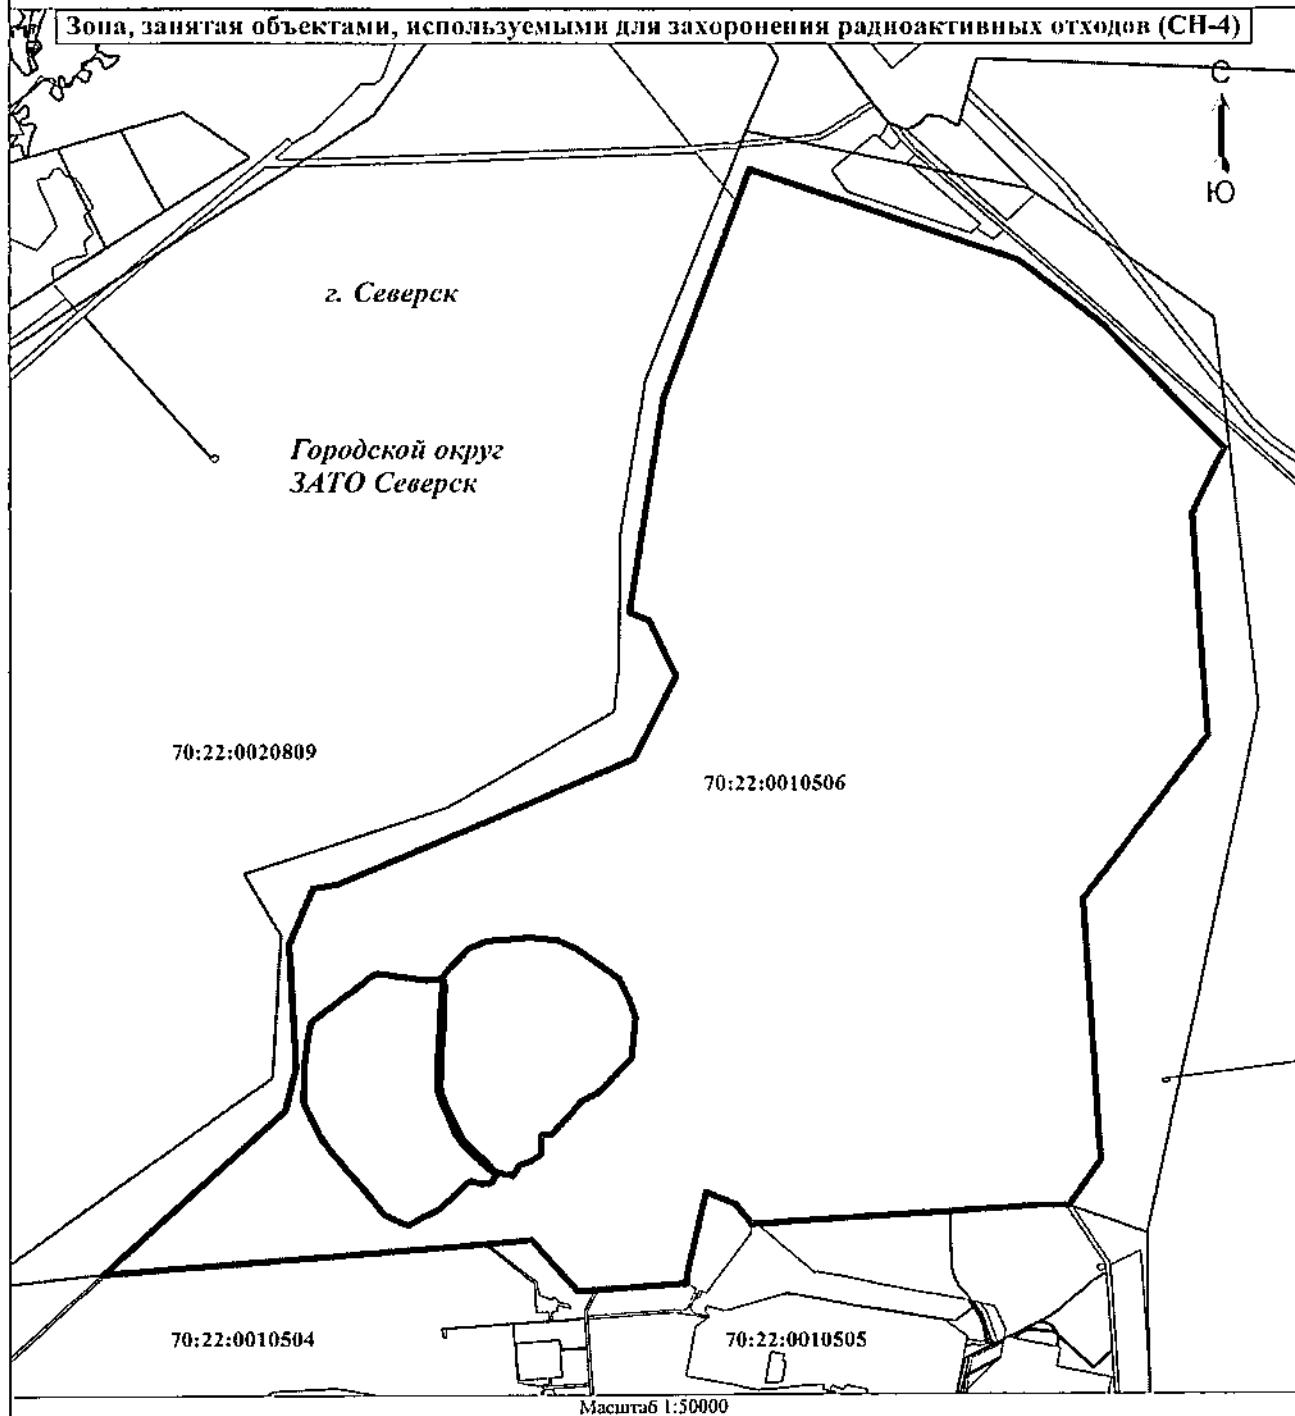 Зона, занятая объектами, используемыми для захоронения радиоактивных отходов (СН-4)
С
Ю
г. Северск
Городской округ
ЗАТО Северск
70:22:0020809
70:22:0010506
70:22:0010504
70:22:0010505
Масштаб 1:50000